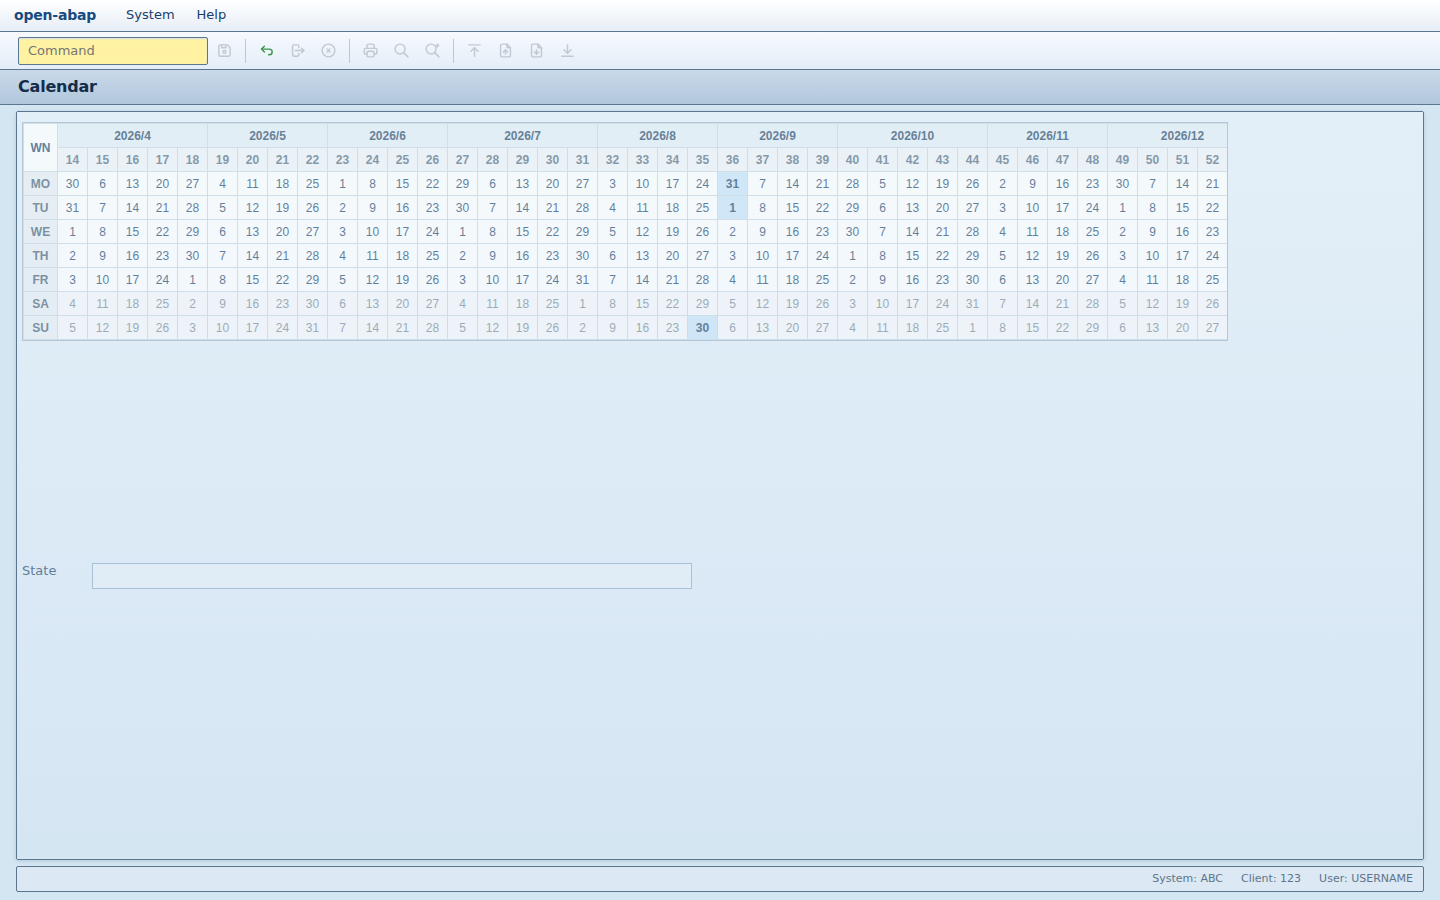 open-abap System Help
Command
Calendar
WN 2026/4 2026/5 2026/6 2026/7 2026/8 2026/9 2026/10 2026/11 2026/12
14 15 16 17 18 19 20 21 22 23 24 25 26 27 28 29 30 31 32 33 34 35 36 37 38 39 40 41 42 43 44 45 46 47 48 49 50 51 52
MO 30 6 13 20 27 4 11 18 25 1 8 15 22 29 6 13 20 27 3 10 17 24 31 7 14 21 28 5 12 19 26 2 9 16 23 30 7 14 21
TU 31 7 14 21 28 5 12 19 26 2 9 16 23 30 7 14 21 28 4 11 18 25 1 8 15 22 29 6 13 20 27 3 10 17 24 1 8 15 22
WE 1 8 15 22 29 6 13 20 27 3 10 17 24 1 8 15 22 29 5 12 19 26 2 9 16 23 30 7 14 21 28 4 11 18 25 2 9 16 23
TH 2 9 16 23 30 7 14 21 28 4 11 18 25 2 9 16 23 30 6 13 20 27 3 10 17 24 1 8 15 22 29 5 12 19 26 3 10 17 24
FR 3 10 17 24 1 8 15 22 29 5 12 19 26 3 10 17 24 31 7 14 21 28 4 11 18 25 2 9 16 23 30 6 13 20 27 4 11 18 25
SA 4 11 18 25 2 9 16 23 30 6 13 20 27 4 11 18 25 1 8 15 22 29 5 12 19 26 3 10 17 24 31 7 14 21 28 5 12 19 26
SU 5 12 19 26 3 10 17 24 31 7 14 21 28 5 12 19 26 2 9 16 23 30 6 13 20 27 4 11 18 25 1 8 15 22 29 6 13 20 27
State
System: ABC Client: 123 User: USERNAME